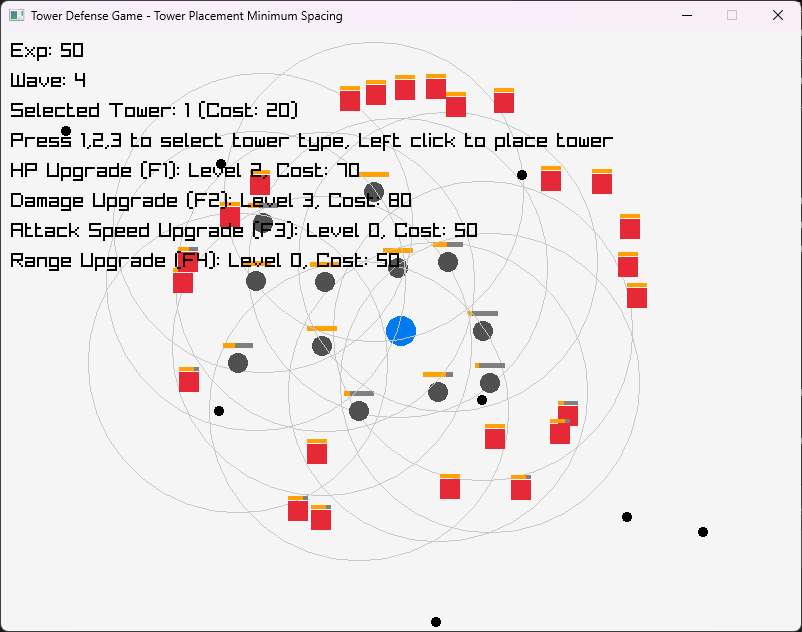 Tower Defense Game - Tower Placement Minimum Spacing
Exp: 50
Wave: 4
Selected Tower: 1 (Cost: 20)
Press 1,2,3 to select tower type, Left click to place tower
HP Upgrade (F1): Level 2, Cost: 70
Damage Upgrade (F2): Level 3, Cost: 80
Attack Speed Upgrade (F3): Level 0, Cost: 50
Range Upgrade (F4): Level 0, Cost: 50